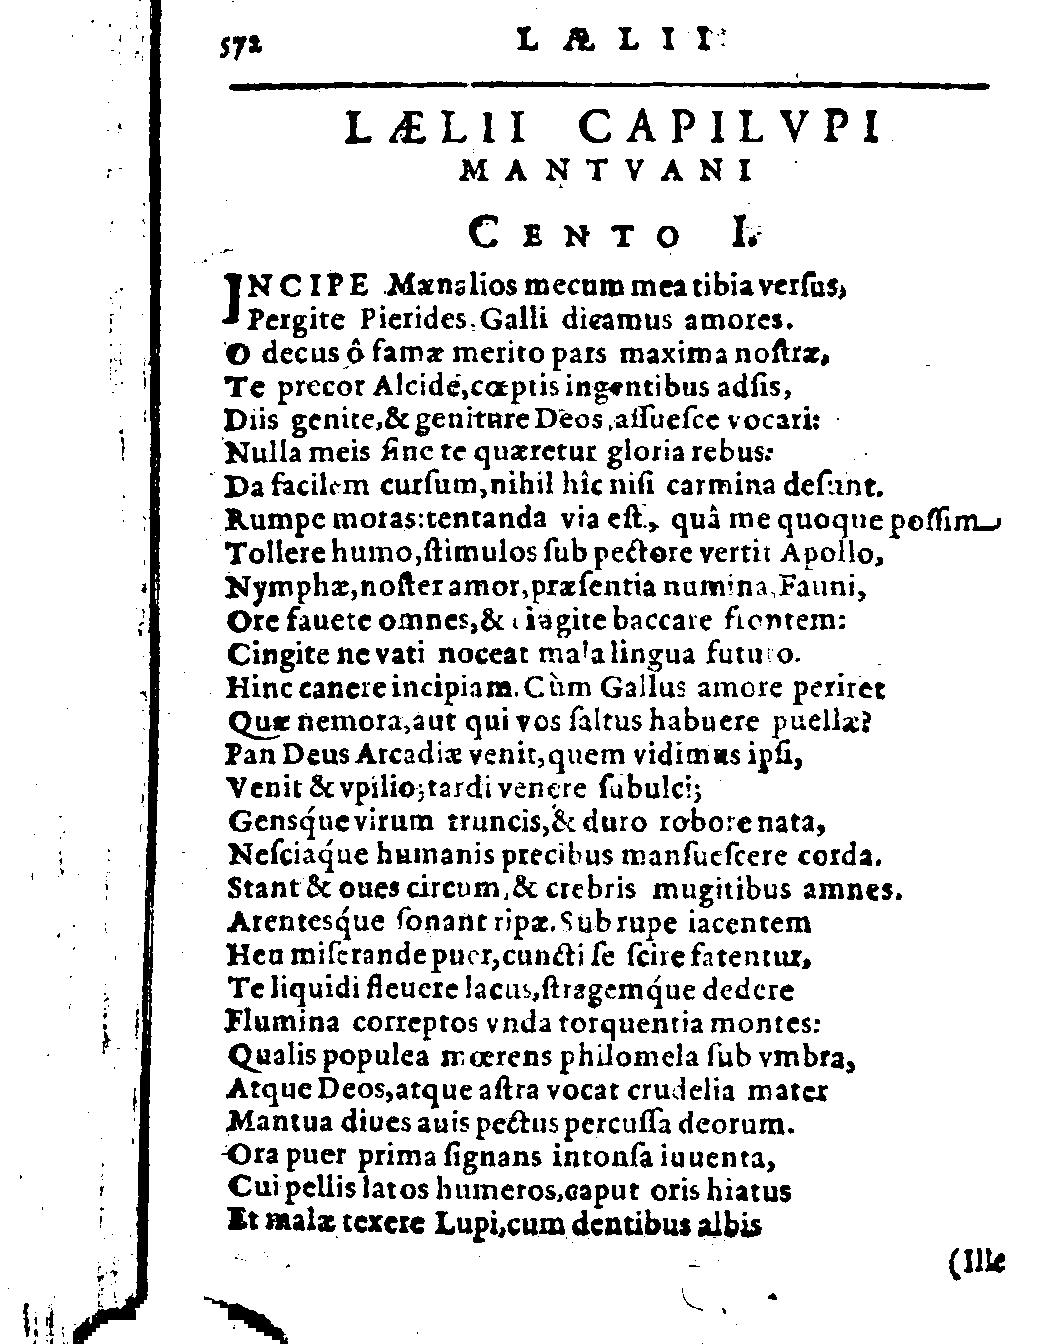 572
LÆLII
LÆLII CAPILVPI
MANTVANI
CENTO I.
INCIPE Mænalios mecum mea tibia verſus,
Pergite Pierides, Galli dicamus amores.
O decus ô famæ merito pars maxima noſtræ,
Te precor Alcide, cœptis ingentibus adſis,
Diis genite, & geniture Deos, aſſueſce vocari:
Nulla meis ſine te quæretur gloria rebus:
Da facilem curſum, nihil hîc niſi carmina deſunt.
Rumpe moras: tentanda via eſt, quâ me quoque poſſim
Tollere humo, ſtimulos ſub pectore vertit Apollo,
Nymphæ, noſter amor, præſentia numina, Fauni,
Ore fauete omnes, & baccare frontem:
Cingite ne vati noceat mala lingua futuro.
Hinc canere incipiam. Cùm Gallus amore periret
Quæ nemora, aut qui vos ſaltus habuere puellæ?
Pan Deus Arcadiæ venit, quem vidimus ipſi,
Venit & vpilio; tardi venere ſubulci;
Gensq́ue virum truncis, & duro robore nata,
Neſciaq́ue humanis precibus manſueſcere corda.
Stant & oues circum, & crebris mugitibus amnes.
Arentesq́ue ſonant ripæ. Sub rupe iacentem
Heu miſerande puer, cuncti ſe ſcire fatentur,
Te liquidi fleuere lacus, ſtragemq́ue dedere
Flumina correptos vnda torquentia montes:
Qualis populea mœrens philomela ſub vmbra,
Atque Deos, atque aſtra vocat crudelia mater
Mantua diues auis pectus percuſſa deorum.
Ora puer prima ſignans intonſa iuuenta,
Cui pellis latos humeros, caput oris hiatus
Et malæ texere Lupi, cum dentibus albis
(Ille